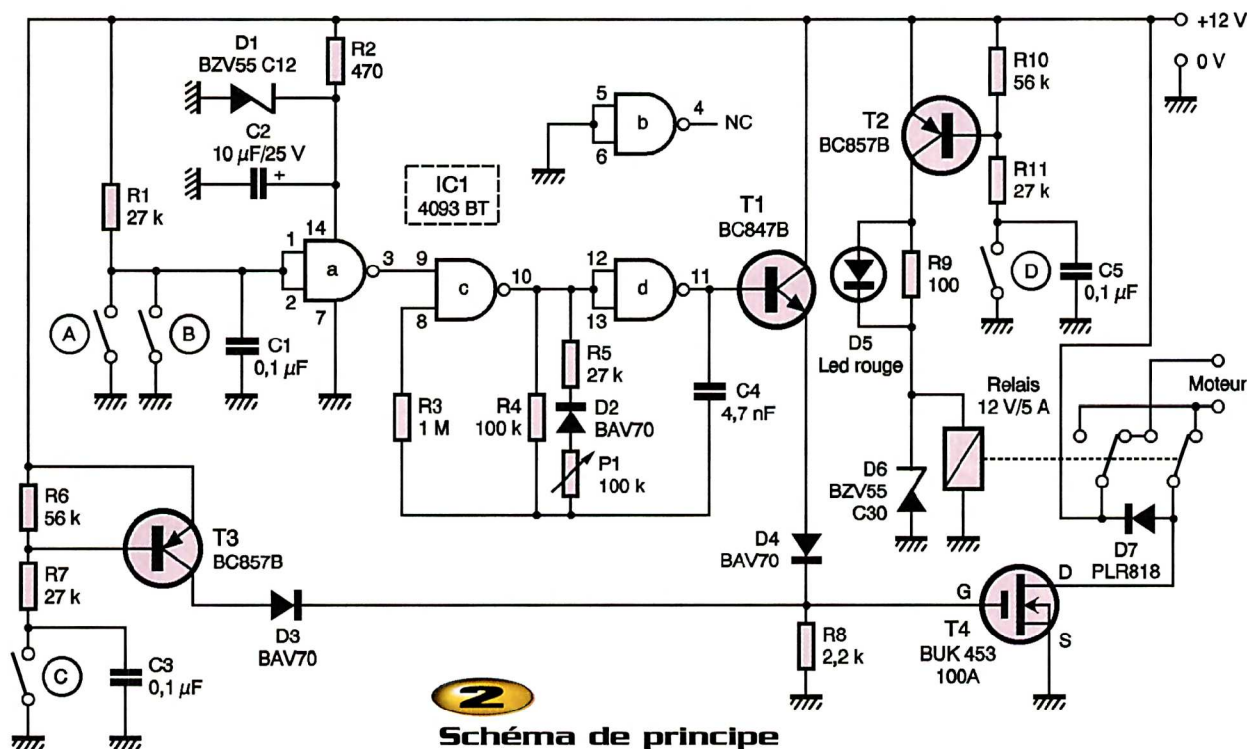 +12 V
0 V
D1
BZV55 C12
R2
470
C2
10 µF/25 V
+
R1
27 k
14
1
2
a
3
7
A
B
C1
0,1 µF
IC1
4093 BT
5
6
b
4
NC
9
8
c
10
12
13
d
11
R3
1 M
R4
100 k
R5
27 k
D2
BAV70
P1
100 k
C4
4,7 nF
T1
BC847B
T2
BC857B
R10
56 k
R11
27 k
D
C5
0,1 µF
R9
100
D5
Led rouge
Relais
12 V/5 A
Moteur
D6
BZV55
C30
D7
PLR818
D4
BAV70
R6
56 k
R7
27 k
T3
BC857B
D3
BAV70
C
C3
0,1 µF
R8
2,2 k
G
D
S
T4
BUK 453
100A
2
Schéma de principe